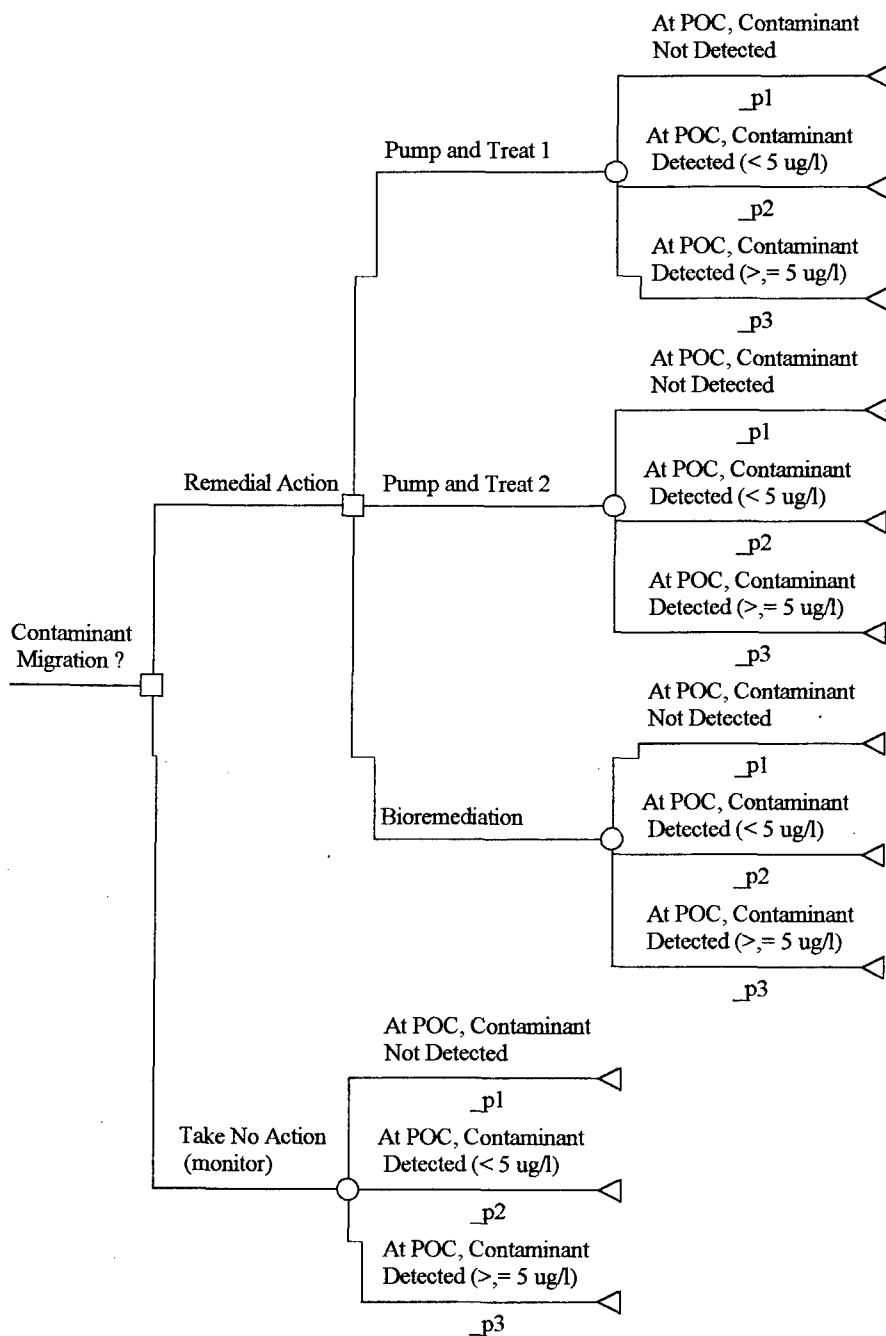 At POC, Contaminant
Not Detected
_p1
At POC, Contaminant
Detected (< 5 ug/l)
_p2
At POC, Contaminant
Detected (>,= 5 ug/l)
_p3
Pump and Treat 1
At POC, Contaminant
Not Detected
_p1
At POC, Contaminant
Detected (< 5 ug/l)
_p2
At POC, Contaminant
Detected (>,= 5 ug/l)
_p3
Remedial Action
Pump and Treat 2
Contaminant
Migration ?
At POC, Contaminant
Not Detected
_p1
At POC, Contaminant
Detected (< 5 ug/l)
_p2
At POC, Contaminant
Detected (>,= 5 ug/l)
_p3
Bioremediation
At POC, Contaminant
Not Detected
_p1
At POC, Contaminant
Detected (< 5 ug/l)
_p2
At POC, Contaminant
Detected (>,= 5 ug/l)
_p3
Take No Action
(monitor)